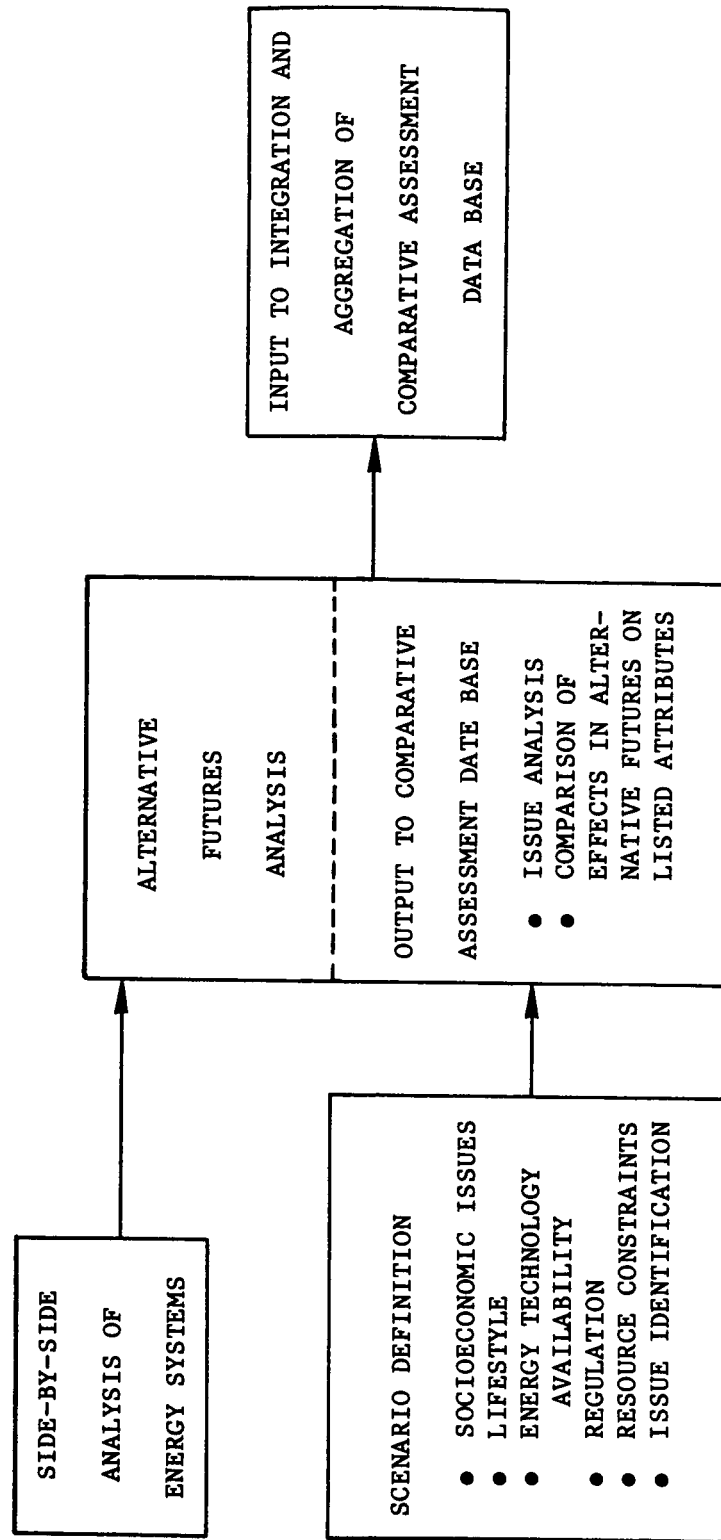 SIDE-BY-SIDE
ANALYSIS OF
ENERGY SYSTEMS
SCENARIO DEFINITION
● SOCIOECONOMIC ISSUES
● LIFESTYLE
● ENERGY TECHNOLOGY
AVAILABILITY
● REGULATION
● RESOURCE CONSTRAINTS
● ISSUE IDENTIFICATION
ALTERNATIVE
FUTURES
ANALYSIS
OUTPUT TO COMPARATIVE
ASSESSMENT DATE BASE
● ISSUE ANALYSIS
● COMPARISON OF
EFFECTS IN ALTER-
NATIVE FUTURES ON
LISTED ATTRIBUTES
INPUT TO INTEGRATION AND
AGGREGATION OF
COMPARATIVE ASSESSMENT
DATA BASE